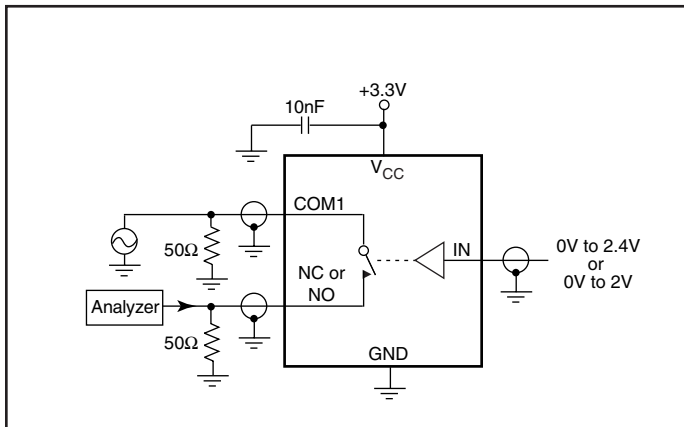 +3.3V
10nF
VCC
COM1
IN
0V to 2.4V
or
0V to 2V
50Ω
NC or
NO
Analyzer
50Ω
GND